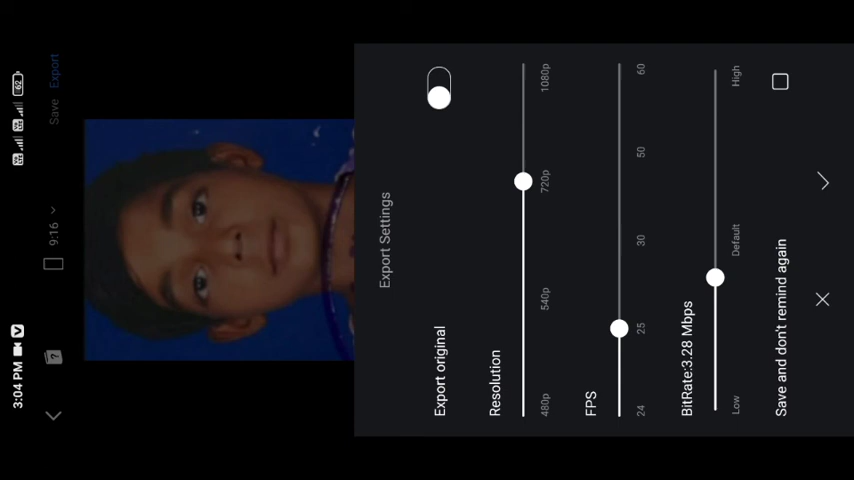 3:04 PM
62
9:16
Save Export
Export Settings
Export original
Resolution
480p 540p 720p 1080p
FPS
24 25 30 50 60
BitRate:3.28 Mbps
Low Default High
Save and don't remind again